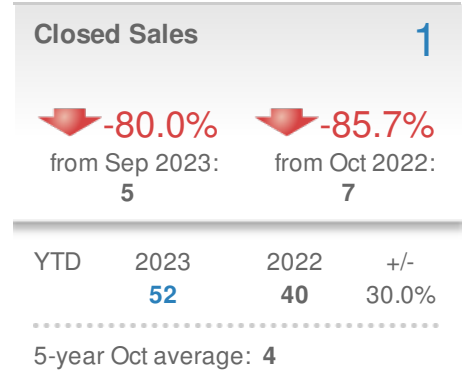 Closed Sales 1
-80.0% -85.7%
from Sep 2023: from Oct 2022:
5 7
YTD 2023 2022 +/-
52 40 30.0%
5-year Oct average: 4